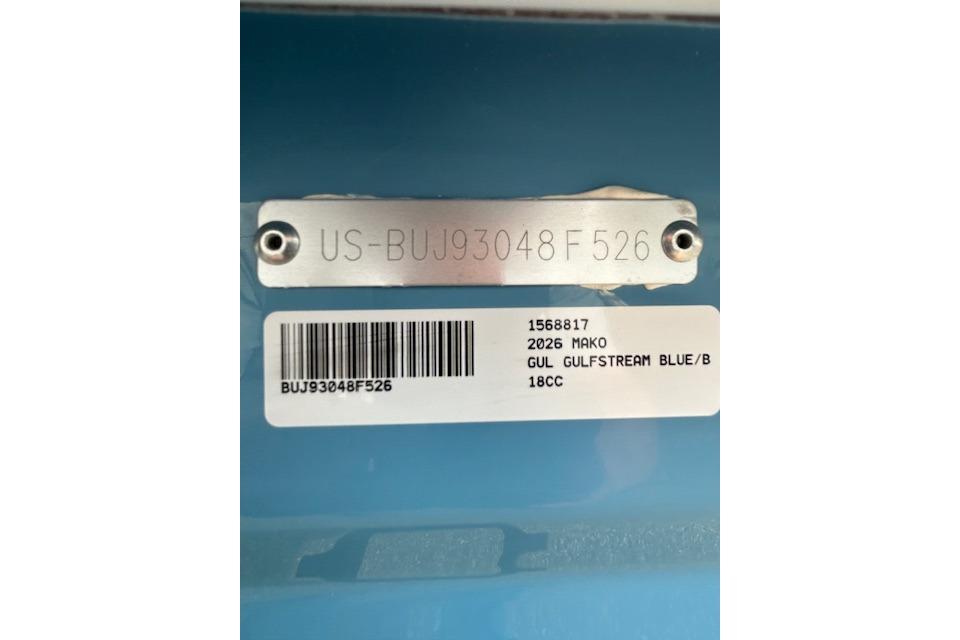 US-BUJ93048F526
1568817
2026 MAKO
GUL GULFSTREAM BLUE/B
18CC
BUJ93048F526